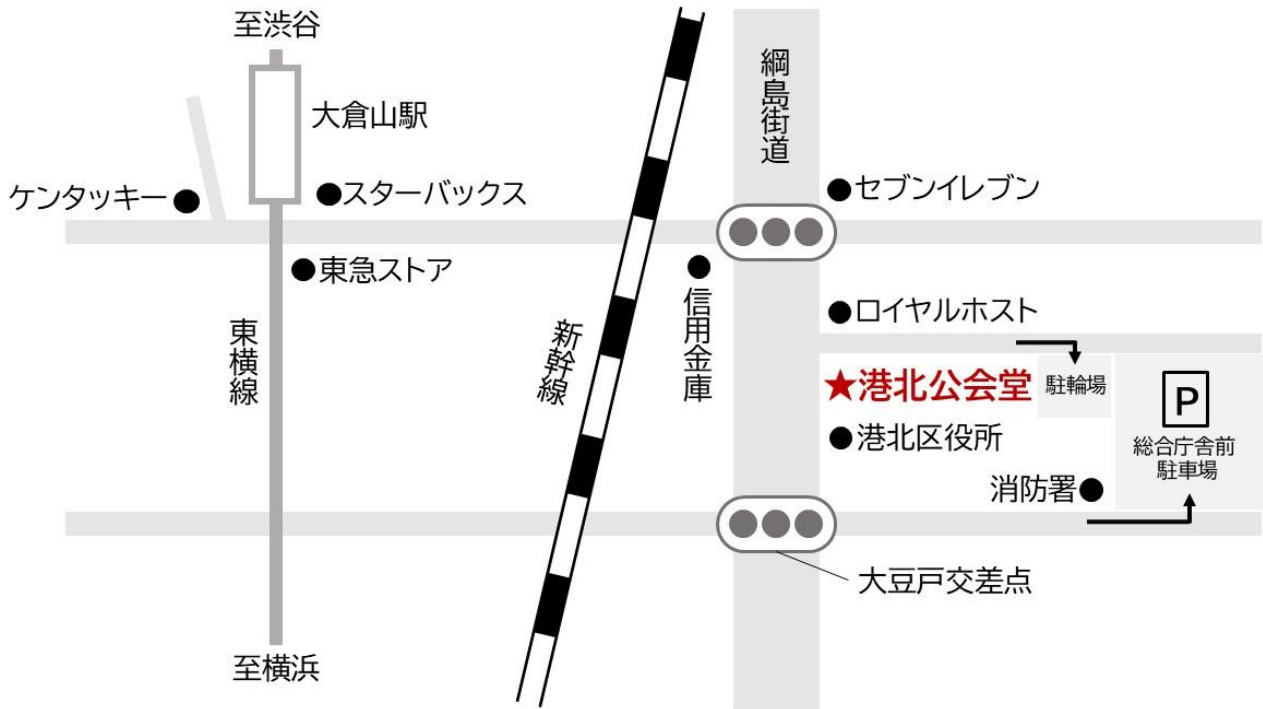 至渋谷
大倉山駅
綱島街道
ケンタッキー
スターバックス
セブンイレブン
東急ストア
信用金庫
ロイヤルホスト
東横線
新幹線
★港北公会堂
駐輪場
P
港北区役所
総合庁舎前
駐車場
消防署
大豆戸交差点
至横浜